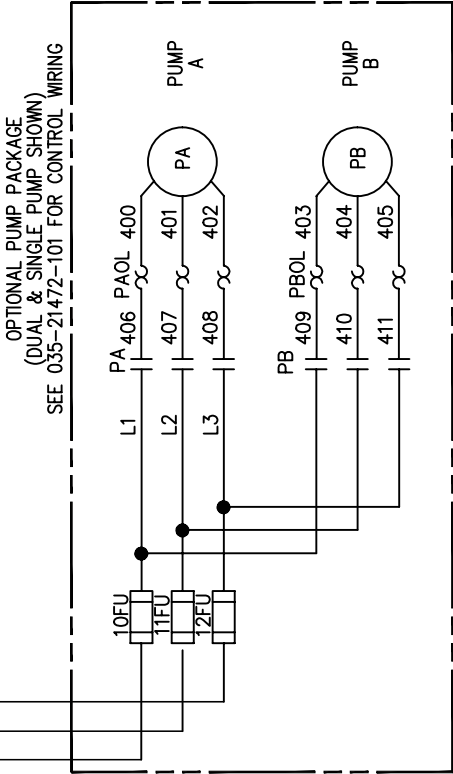 OPTIONAL PUMP PACKAGE
(DUAL & SINGLE PUMP SHOWN)
SEE 035-21472-101 FOR CONTROL WIRING
10FU
11FU
12FU
L1
L2
L3
PA
406
PAOL
400
407
401
408
402
PA
PUMP
A
PB
409
PBOL
403
410
404
411
405
PB
PUMP
B